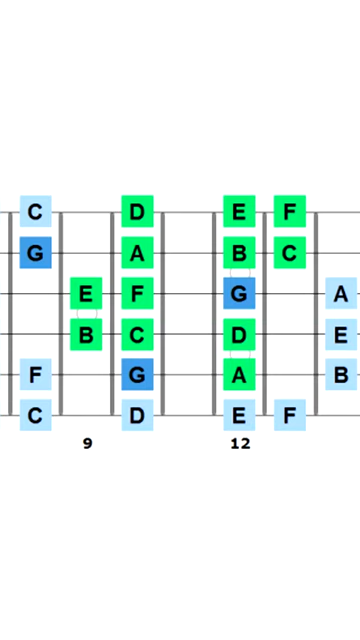 C D E F
G A B C
E F G A
B C D E
F G A B
C D E F
9 12